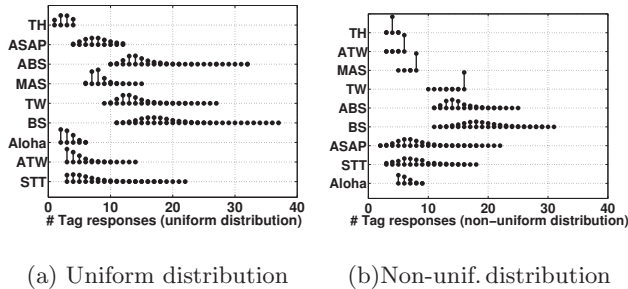 TH
ASAP
ABS
MAS
TW
BS
Aloha
ATW
STT
0 10 20 30 40
# Tag responses (uniform distribution)
(a) Uniform distribution
TH
ATW
MAS
TW
ABS
BS
ASAP
STT
Aloha
0 10 20 30 40
# Tag responses (non-uniform distribution)
(b)Non-unif. distribution